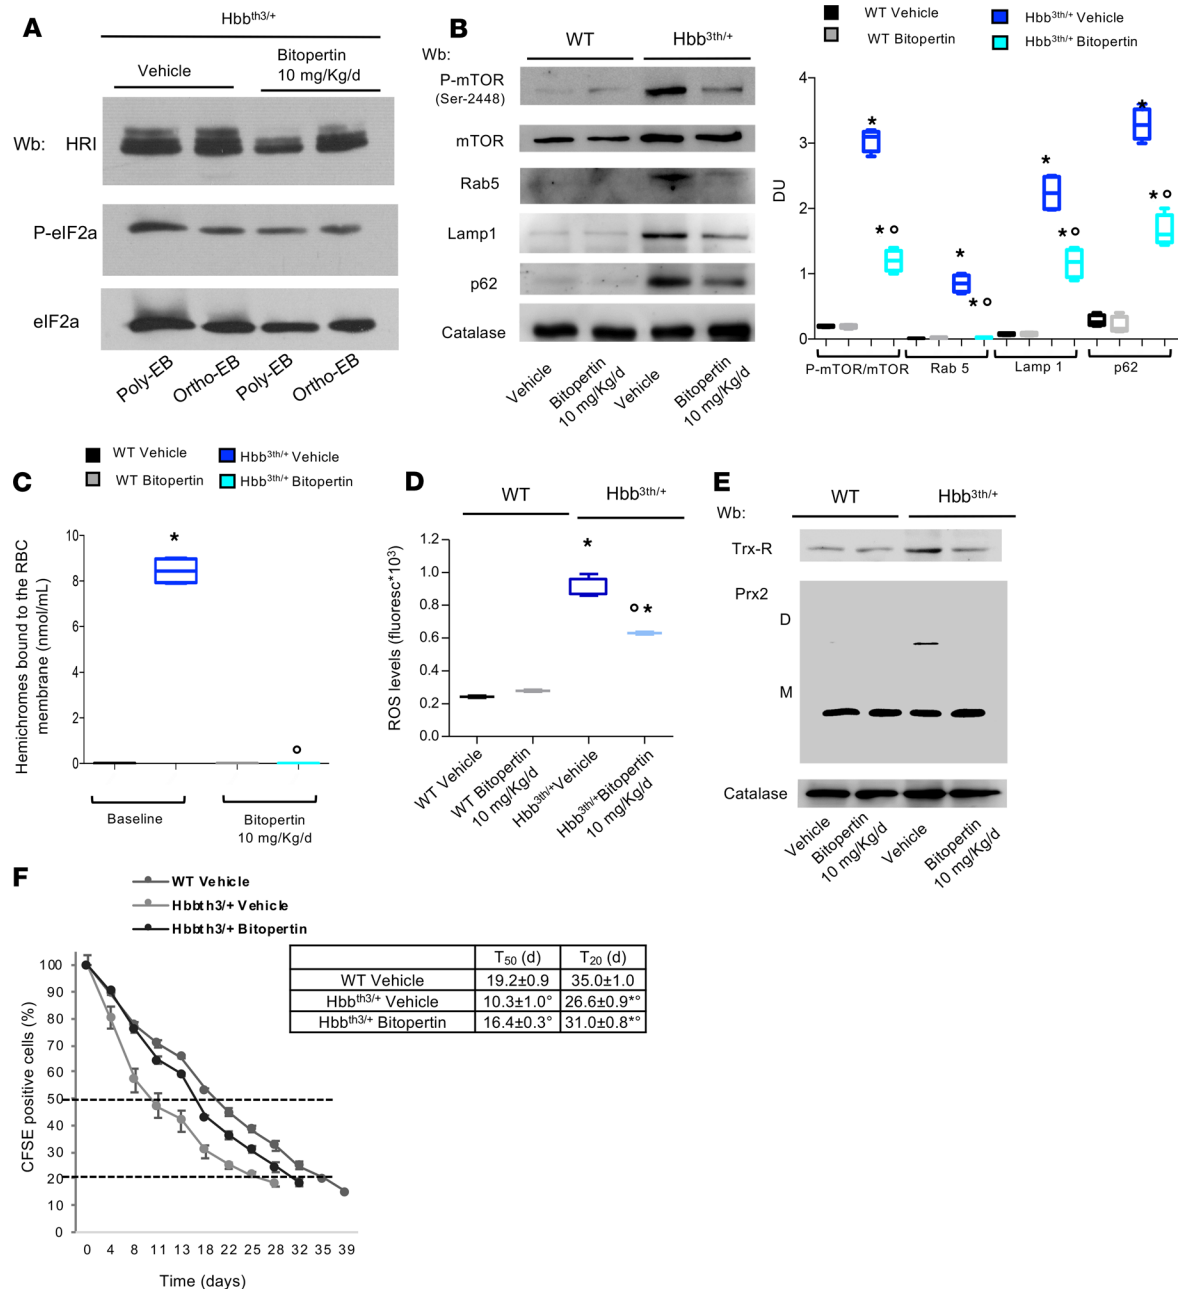 A
Hbbth3/+
Vehicle
Bitopertin
10 mg/Kg/d
Wb: HRI
P-eIF2a
eIF2a
Poly-EB
Ortho-EB
Poly-EB
Ortho-EB
B
WT
Hbb3th/+
Wb:
P-mTOR
(Ser-2448)
mTOR
Rab5
Lamp1
p62
Catalase
Vehicle
Bitopertin
10 mg/Kg/d
Vehicle
Bitopertin
10 mg/Kg/d
WT Vehicle
Hbb3th/+ Vehicle
WT Bitopertin
Hbb3th/+ Bitopertin
DU
4
3
2
1
0
*
* °
*
* °
*
* °
*
* °
P-mTOR/mTOR
Rab 5
Lamp 1
p62
C
WT Vehicle
Hbb3th/+ Vehicle
WT Bitopertin
Hbb3th/+ Bitopertin
Hemichromes bound to the RBC
membrane (nmol/mL)
10
8
6
4
2
0
*
°
Baseline
Bitopertin
10 mg/Kg/d
D
WT
Hbb3th/+
ROS levels (fluoresc*10³)
1.2
1.0
0.8
0.6
0.4
0.2
0.0
*
° *
WT Vehicle
WT Bitopertin
10 mg/Kg/d
Hbb3th/+Vehicle
Hbb3th/+Bitopertin
10 mg/Kg/d
E
WT
Hbb3th/+
Wb:
Trx-R
Prx2
D
M
Catalase
Vehicle
Bitopertin
10 mg/Kg/d
Vehicle
Bitopertin
10 mg/Kg/d
F
WT Vehicle
Hbbth3/+ Vehicle
Hbbth3/+ Bitopertin
T50 (d) T20 (d)
WT Vehicle 19.2±0.9 35.0±1.0
Hbbth3/+ Vehicle 10.3±1.0° 26.6±0.9*°
Hbbth3/+ Bitopertin 16.4±0.3° 31.0±0.8*°
CFSE positive cells (%)
100
90
80
70
60
50
40
30
20
10
0
0 4 8 11 13 18 22 25 28 32 35 39
Time (days)